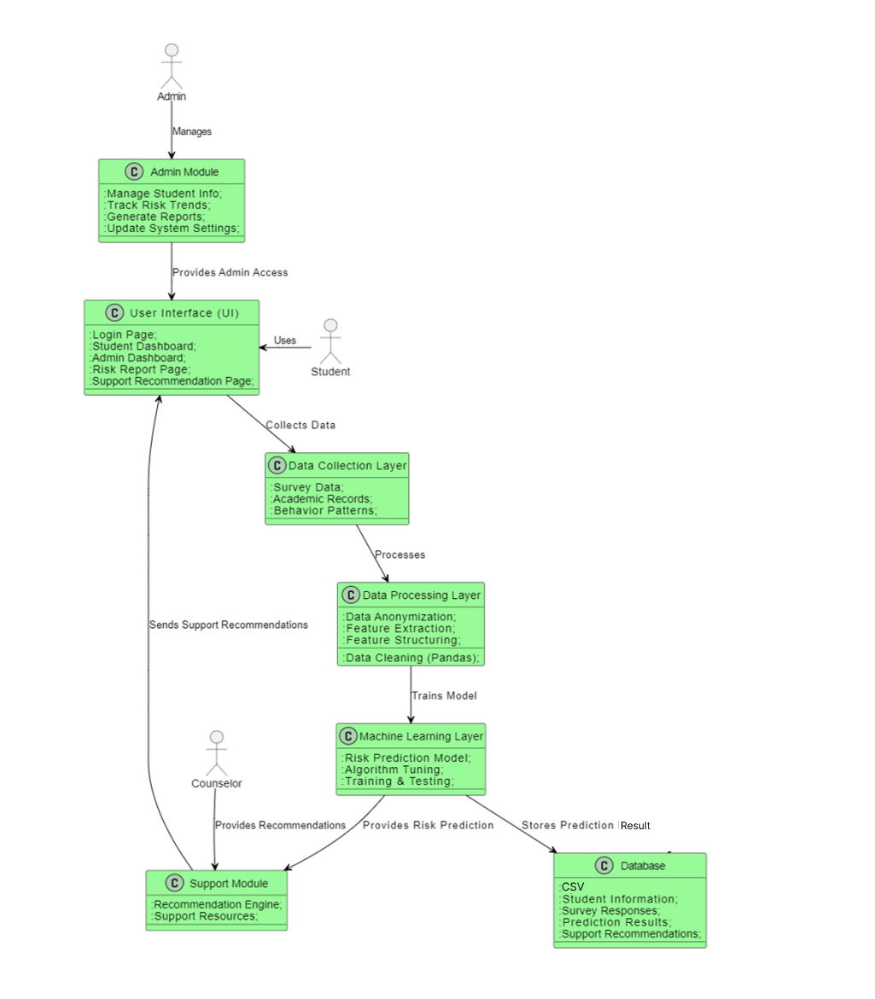 Admin
Manages
C Admin Module
:Manage Student Info;
:Track Risk Trends;
:Generate Reports;
:Update System Settings;
Provides Admin Access
C User Interface (UI)
:Login Page;
:Student Dashboard;
:Admin Dashboard;
:Risk Report Page;
:Support Recommendation Page;
Uses
Student
Collects Data
C Data Collection Layer
:Survey Data;
:Academic Records;
:Behavior Patterns;
Processes
C Data Processing Layer
:Data Anonymization;
:Feature Extraction;
:Feature Structuring;
:Data Cleaning (Pandas);
Sends Support Recommendations
Trains Model
C Machine Learning Layer
:Risk Prediction Model;
:Algorithm Tuning;
:Training & Testing;
Counselor
Provides Recommendations
Provides Risk Prediction
Stores Prediction Result
C Support Module
:Recommendation Engine;
:Support Resources;
C Database
:CSV
:Student Information;
:Survey Responses;
:Prediction Results;
:Support Recommendations;